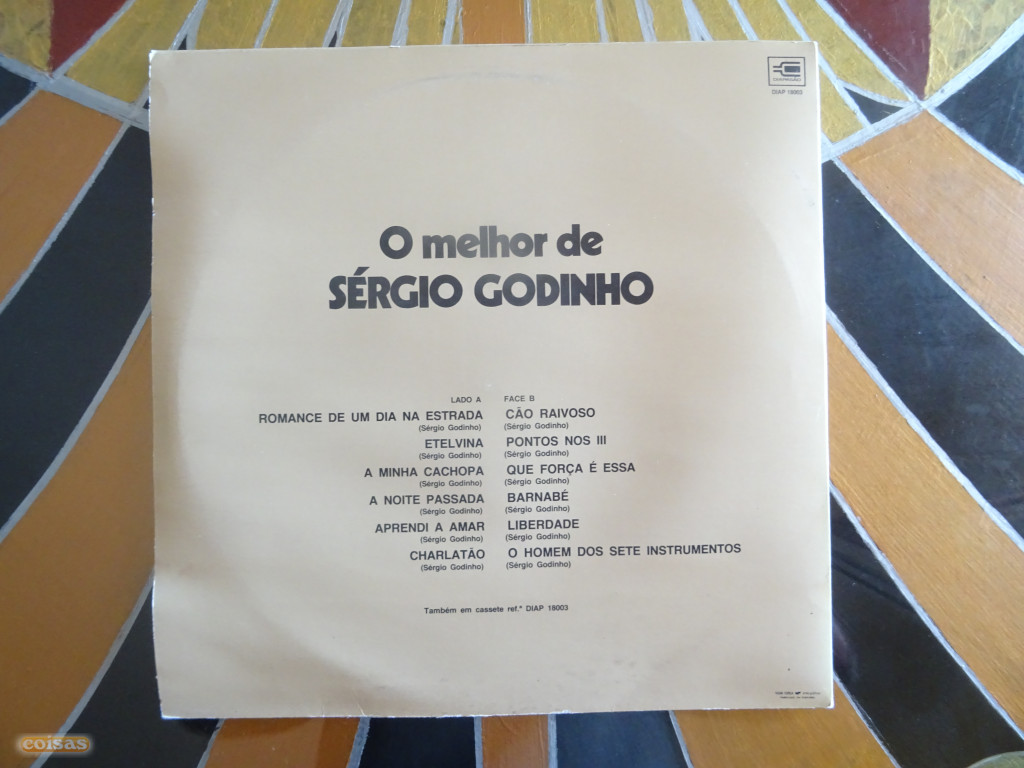 DIAPASÃO
DIAP 18003
O melhor de
SÉRGIO GODINHO
LADO A
ROMANCE DE UM DIA NA ESTRADA
(Sérgio Godinho)
ETELVINA
(Sérgio Godinho)
A MINHA CACHOPA
(Sérgio Godinho)
A NOITE PASSADA
(Sérgio Godinho)
APRENDI A AMAR
(Sérgio Godinho)
CHARLATÃO
(Sérgio Godinho)
FACE B
CÃO RAIVOSO
(Sérgio Godinho)
PONTOS NOS III
(Sérgio Godinho)
QUE FORÇA É ESSA
(Sérgio Godinho)
BARNABÉ
(Sérgio Godinho)
LIBERDADE
(Sérgio Godinho)
O HOMEM DOS SETE INSTRUMENTOS
(Sérgio Godinho)
Também em cassete ref.ª DIAP 18003
coisas